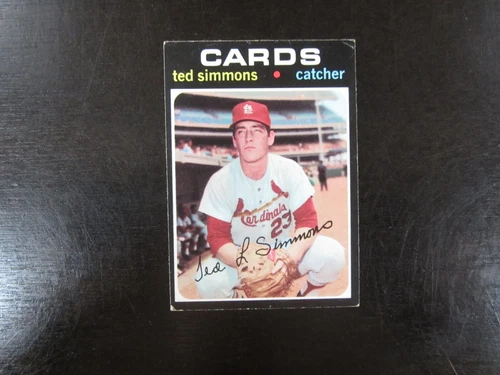 CARDS
ted simmons • catcher
Cardinals
23
Ted L Simmons